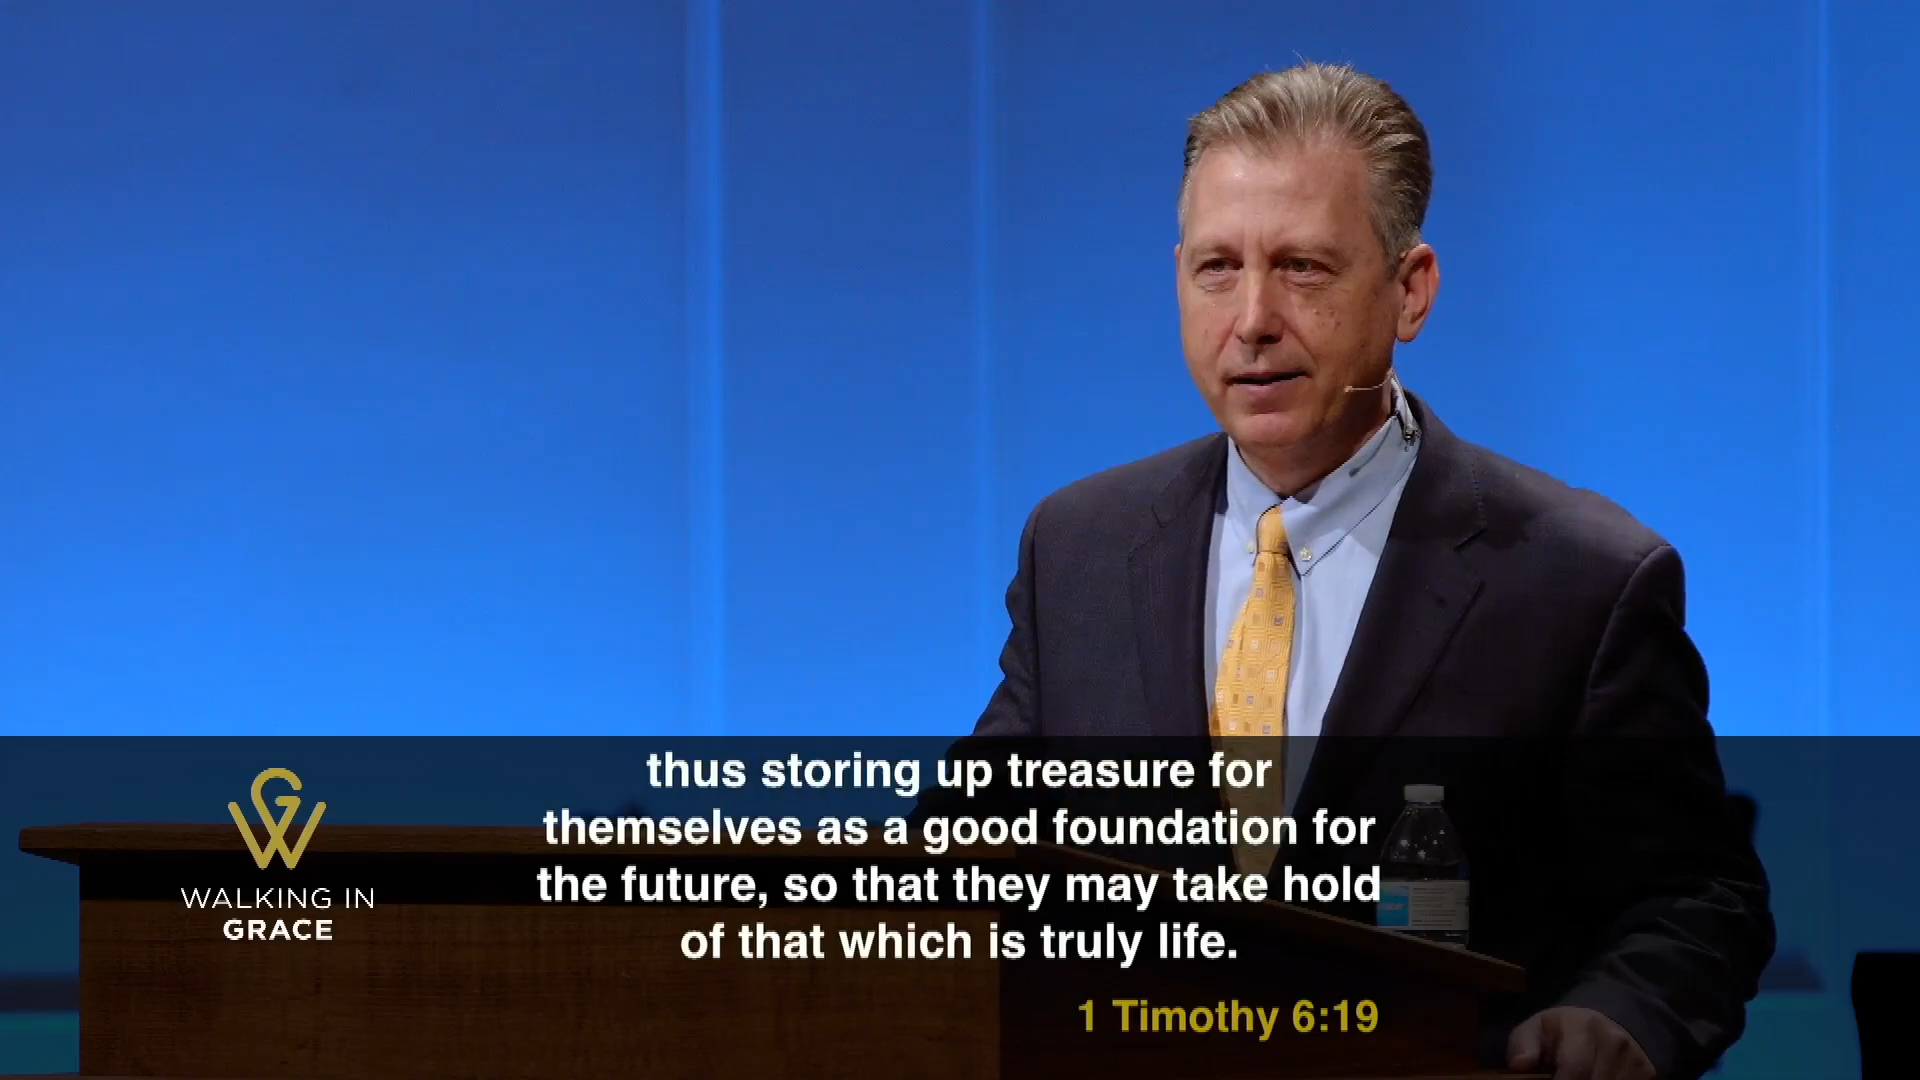 thus storing up treasure for
themselves as a good foundation for
the future, so that they may take hold
of that which is truly life.
1 Timothy 6:19
GW
WALKING IN
GRACE